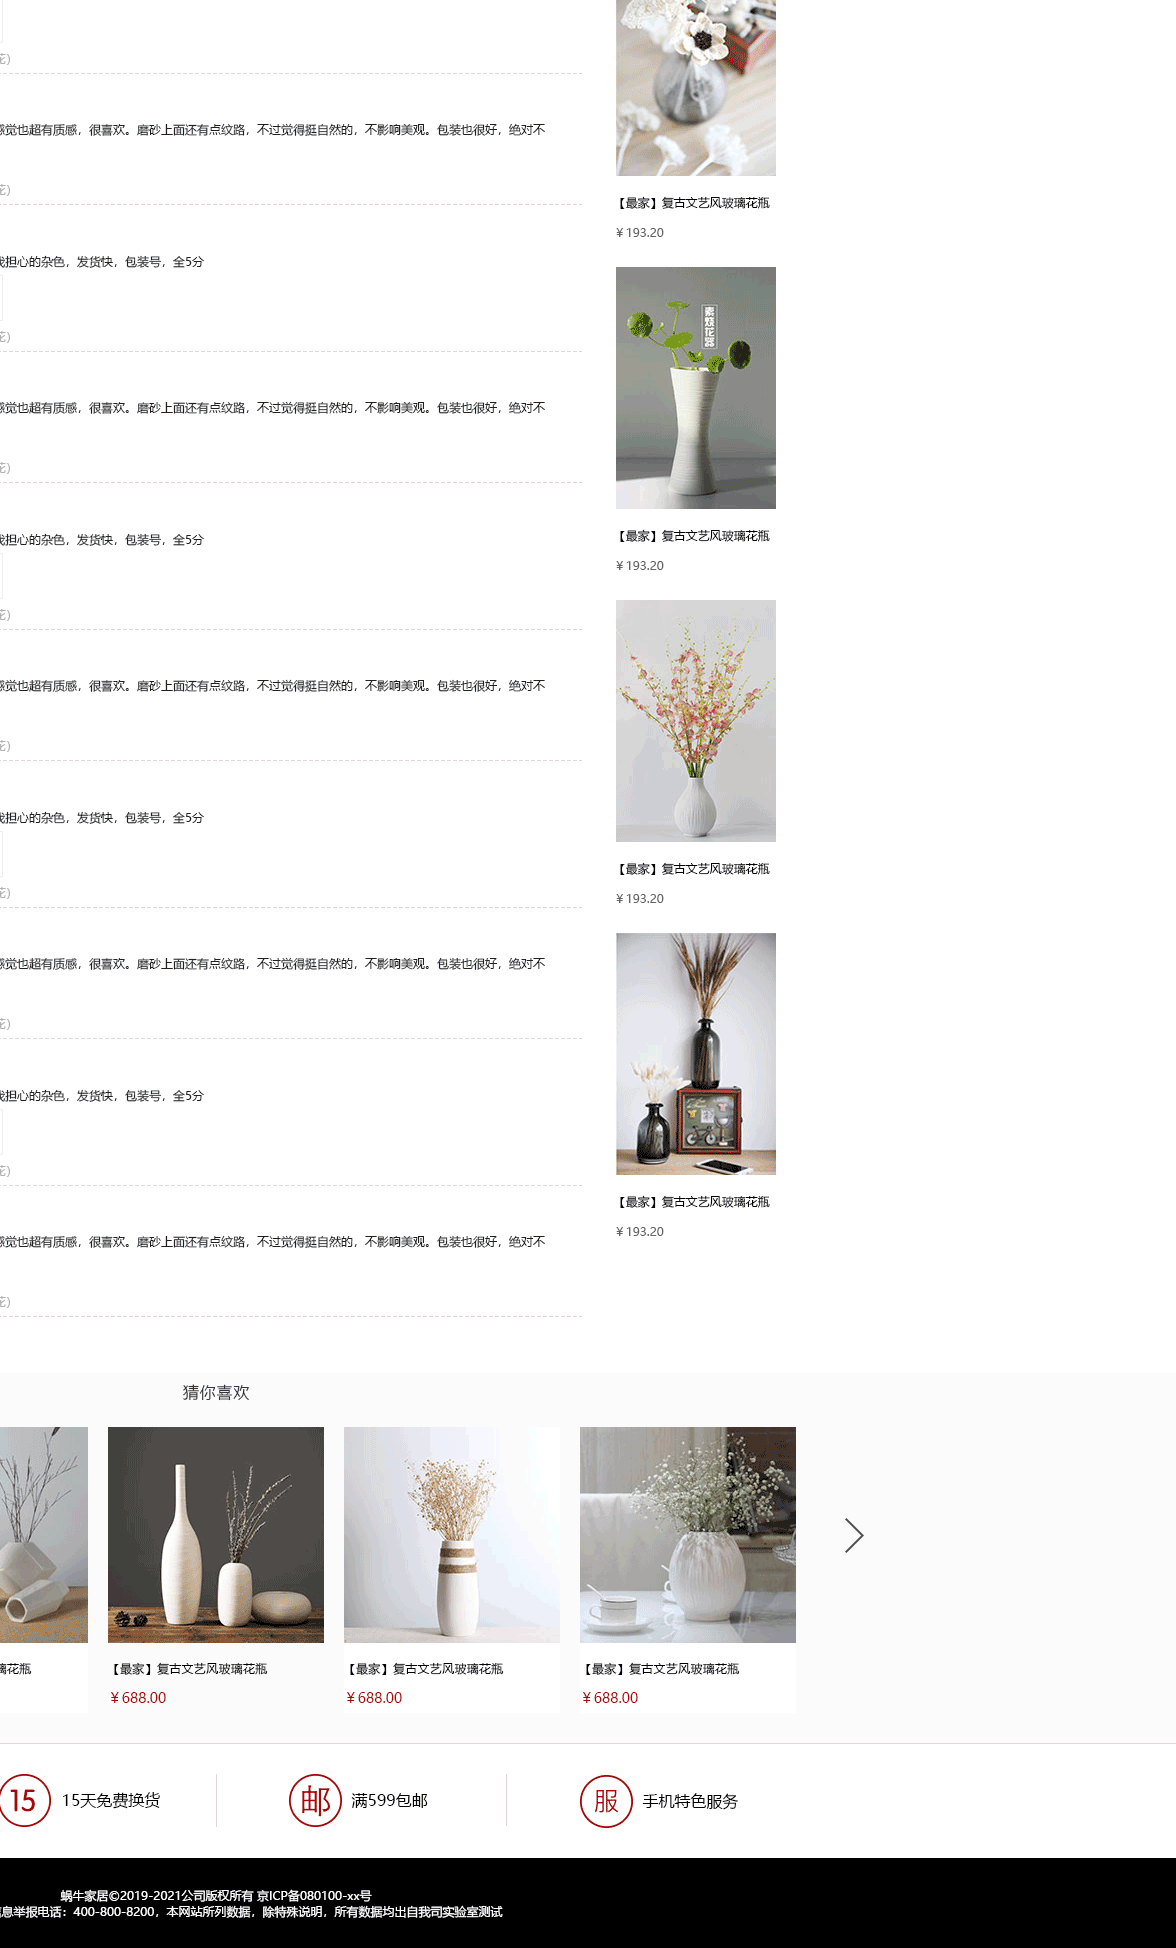 花）
感觉也超有质感，很喜欢。磨砂上面还有点纹路，不过觉得挺自然的，不影响美观。包装也很好，绝对不
花）
【最家】复古文艺风玻璃花瓶
¥ 193.20
我担心的杂色，发货快，包装号，全5分
素烧花器
花）
感觉也超有质感，很喜欢。磨砂上面还有点纹路，不过觉得挺自然的，不影响美观。包装也很好，绝对不
花）
我担心的杂色，发货快，包装号，全5分
【最家】复古文艺风玻璃花瓶
¥ 193.20
花）
感觉也超有质感，很喜欢。磨砂上面还有点纹路，不过觉得挺自然的，不影响美观。包装也很好，绝对不
花）
我担心的杂色，发货快，包装号，全5分
【最家】复古文艺风玻璃花瓶
¥ 193.20
花）
感觉也超有质感，很喜欢。磨砂上面还有点纹路，不过觉得挺自然的，不影响美观。包装也很好，绝对不
花）
我担心的杂色，发货快，包装号，全5分
花）
【最家】复古文艺风玻璃花瓶
¥ 193.20
感觉也超有质感，很喜欢。磨砂上面还有点纹路，不过觉得挺自然的，不影响美观。包装也很好，绝对不
花）
猜你喜欢
璃花瓶
【最家】复古文艺风玻璃花瓶
¥ 688.00
【最家】复古文艺风玻璃花瓶
¥ 688.00
【最家】复古文艺风玻璃花瓶
¥ 688.00
15 15天免费换货
邮 满599包邮
服 手机特色服务
蜗牛家居©2019-2021公司版权所有 京ICP备080100-xx号
信息举报电话：400-800-8200，本网站所列数据，除特殊说明，所有数据均出自我司实验室测试